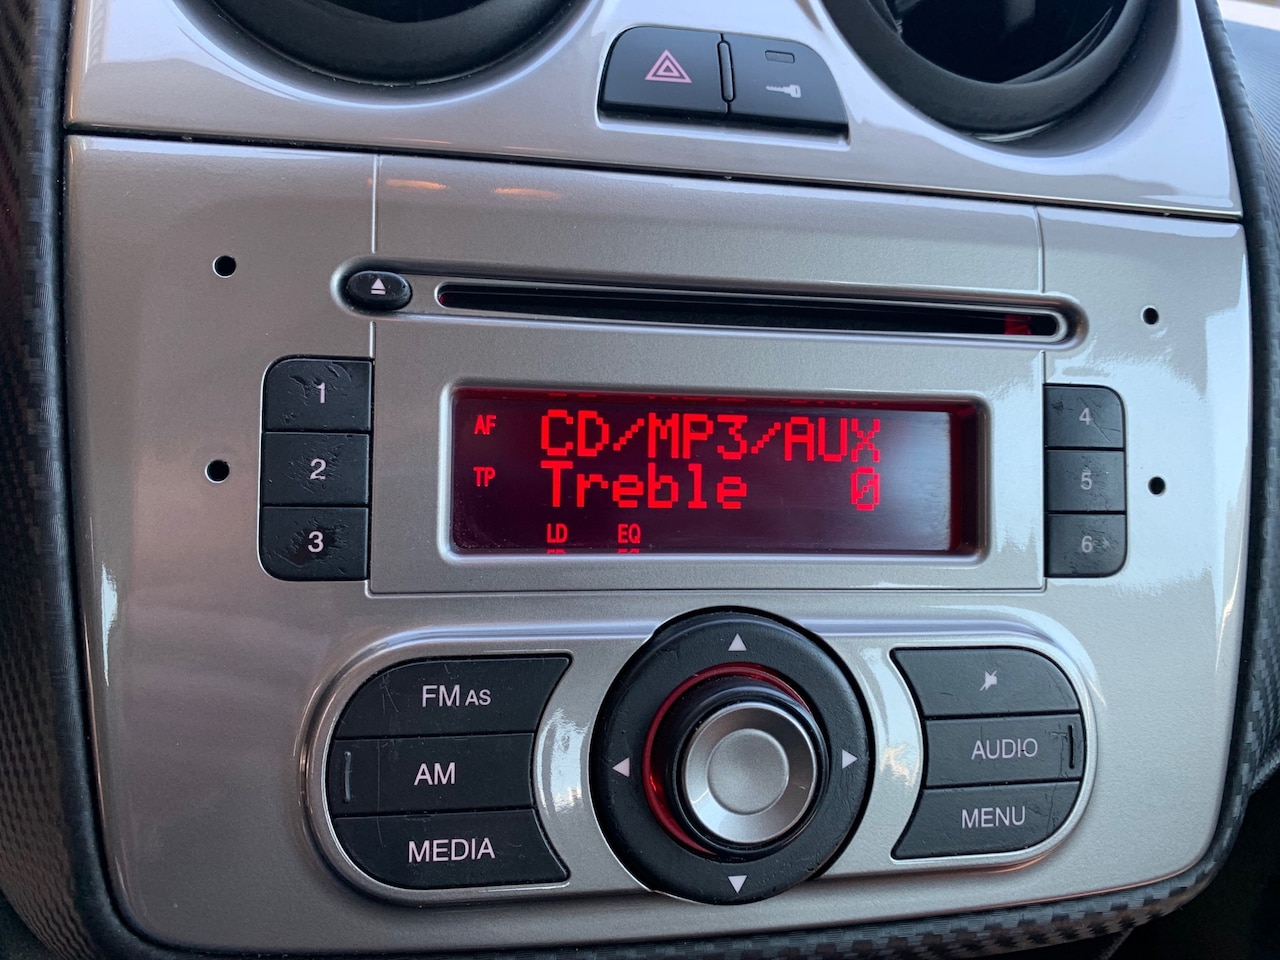 1
2
3
AF
CD/MP3/AUX
TP
Treble 0
LD EQ
4
5
6
FM AS
AM
MEDIA
AUDIO
MENU